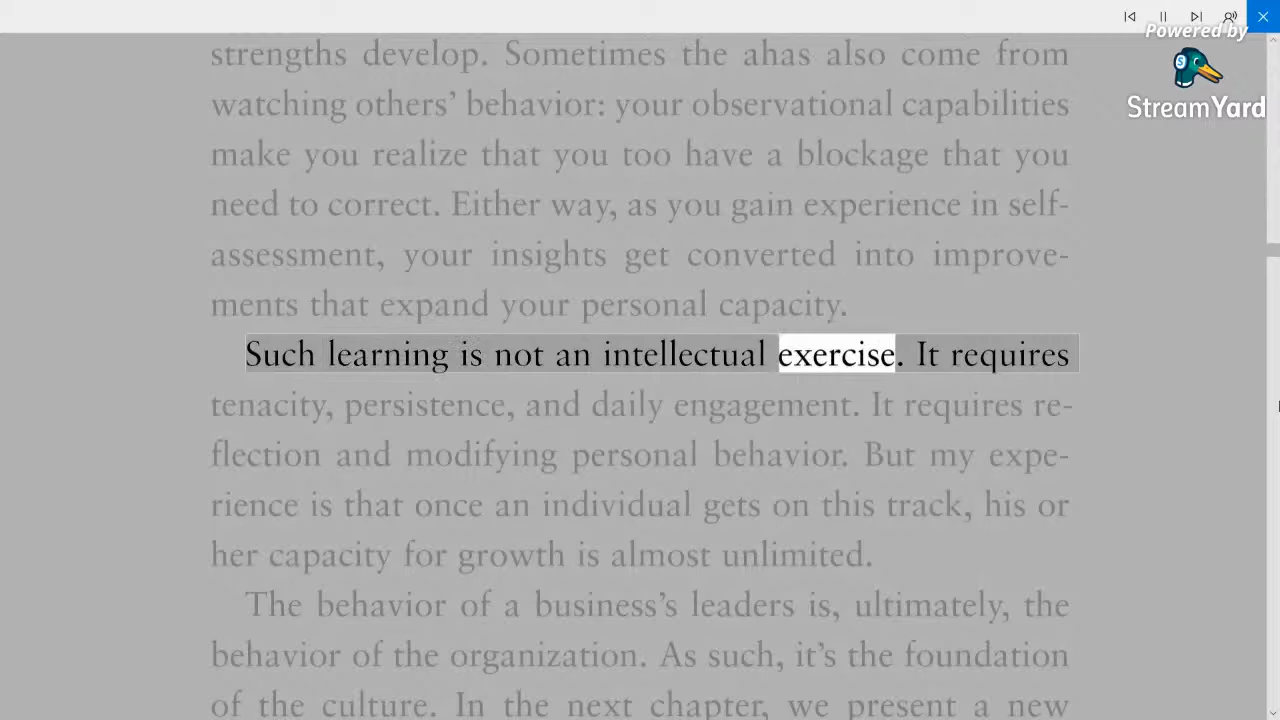 Powered by
StreamYard
strengths develop. Sometimes the ahas also come from
watching others’ behavior: your observational capabilities
make you realize that you too have a blockage that you
need to correct. Either way, as you gain experience in self-
assessment, your insights get converted into improve-
ments that expand your personal capacity.
Such learning is not an intellectual exercise. It requires
tenacity, persistence, and daily engagement. It requires re-
flection and modifying personal behavior. But my expe-
rience is that once an individual gets on this track, his or
her capacity for growth is almost unlimited.
The behavior of a business’s leaders is, ultimately, the
behavior of the organization. As such, it’s the foundation
of the culture. In the next chapter, we present a new